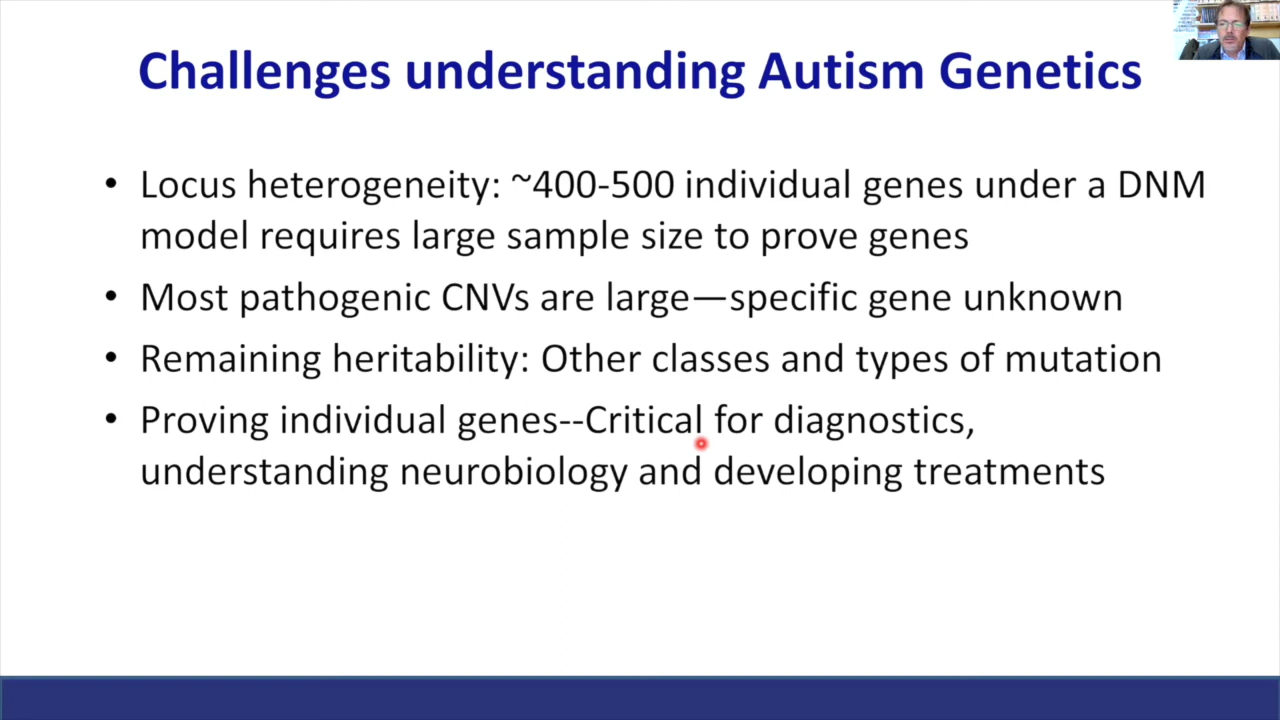 Challenges understanding Autism Genetics
• Locus heterogeneity: ~400-500 individual genes under a DNM
model requires large sample size to prove genes
• Most pathogenic CNVs are large—specific gene unknown
• Remaining heritability: Other classes and types of mutation
• Proving individual genes--Critical for diagnostics,
understanding neurobiology and developing treatments